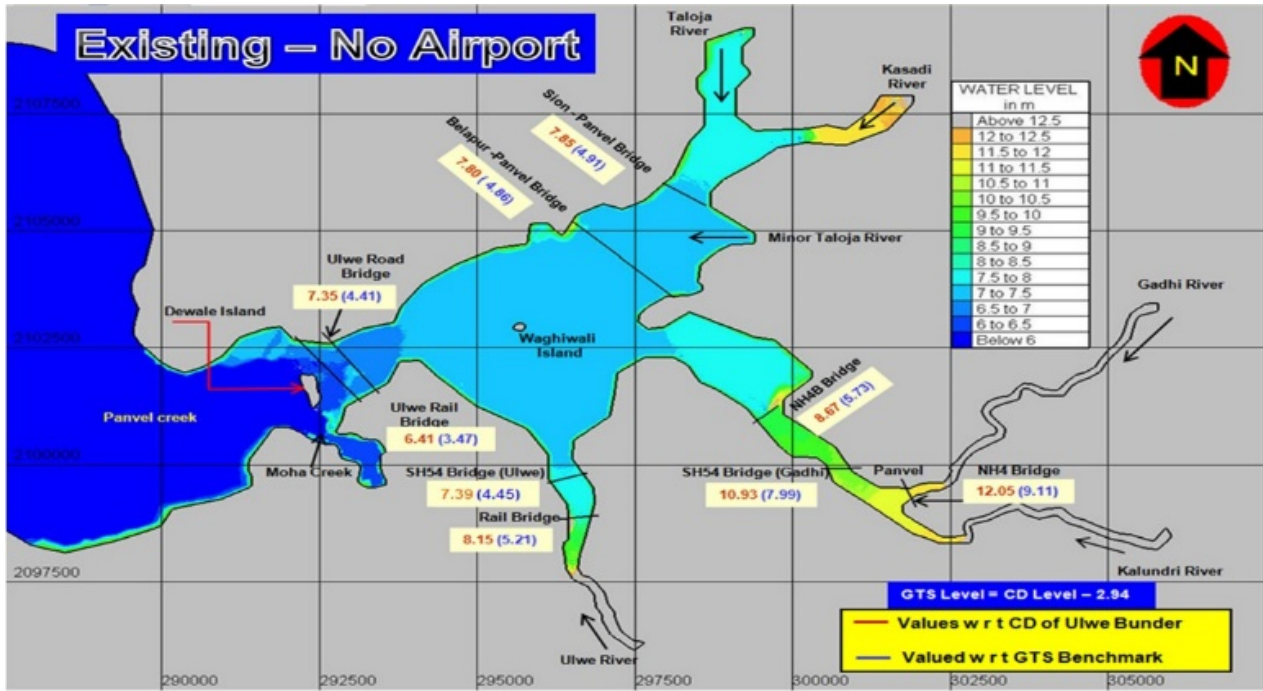 Existing – No Airport
Taloja
River
Kasadi
River
N
WATER LEVEL
in m
Above 12.5
12 to 12.5
11.5 to 12
11 to 11.5
10.5 to 11
10 to 10.5
9.5 to 10
9 to 9.5
8.5 to 9
8 to 8.5
7.5 to 8
7 to 7.5
6.5 to 7
6 to 6.5
Below 6
2107500
Sion - Panvel Bridge
7.85 (4.91)
Belapur -Panvel Bridge
7.80 ( 4.86)
2105000
Minor Taloja River
Ulwe Road
Bridge
7.35 (4.41)
Gadhi River
Dewale Island
2102500
Waghiwali
Island
NH4B Bridge
8.67 (5.73)
Panvel creek
Ulwe Rail
Bridge
6.41 (3.47)
Moha Creek
2100000
SH54 Bridge (Ulwe)
7.39 (4.45)
SH54 Bridge (Gadhi)
10.93 (7.99)
Panvel
NH4 Bridge
12.05 (9.11)
Rail Bridge
8.15 (5.21)
2097500
Kalundri River
GTS Level = CD Level – 2.94
Values w r t CD of Ulwe Bunder
Valued w r t GTS Benchmark
Ulwe River
290000
292500
295000
297500
300000
302500
305000